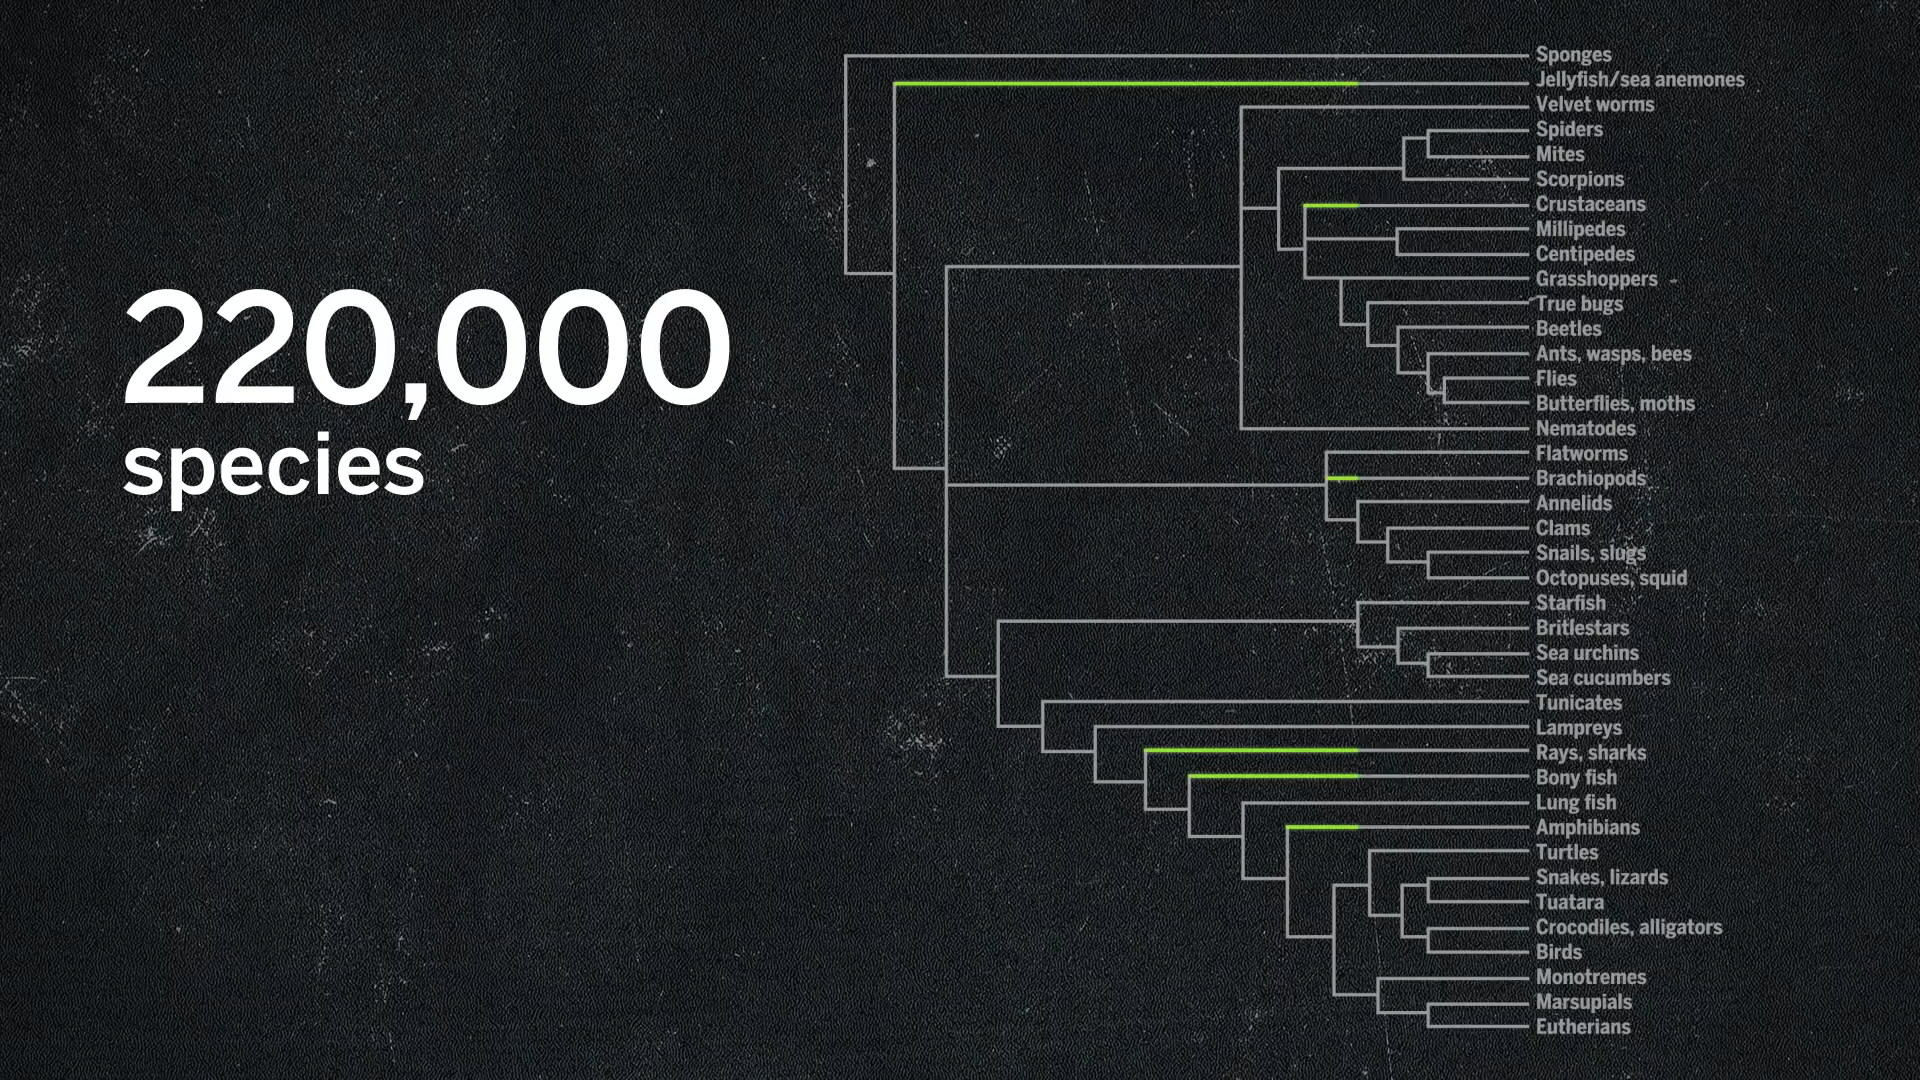 220,000
species
Sponges
Jellyfish/sea anemones
Velvet worms
Spiders
Mites
Scorpions
Crustaceans
Millipedes
Centipedes
Grasshoppers
True bugs
Beetles
Ants, wasps, bees
Flies
Butterflies, moths
Nematodes
Flatworms
Brachiopods
Annelids
Clams
Snails, slugs
Octopuses, squid
Starfish
Britlestars
Sea urchins
Sea cucumbers
Tunicates
Lampreys
Rays, sharks
Bony fish
Lung fish
Amphibians
Turtles
Snakes, lizards
Tuatara
Crocodiles, alligators
Birds
Monotremes
Marsupials
Eutherians